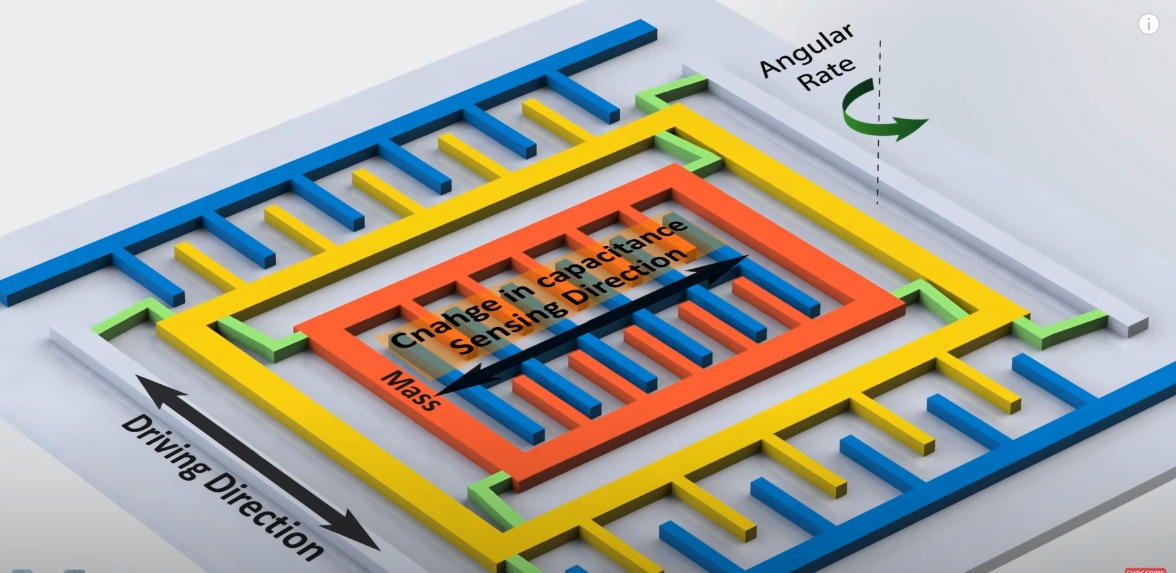 Angular
Rate
Cnahge in capacitance
Sensing Direction
Mass
Driving Direction